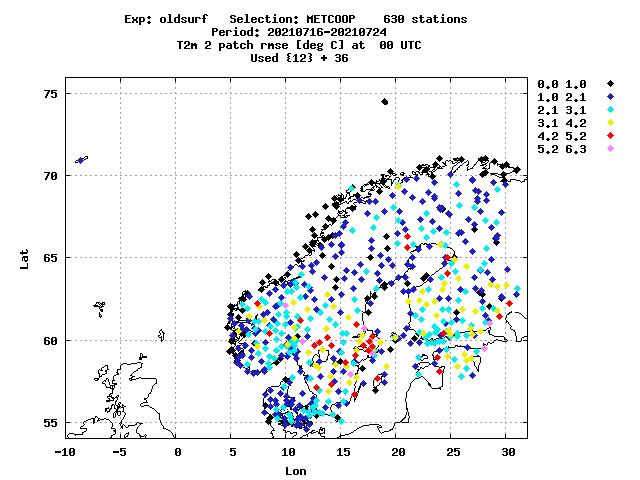 Exp: oldsurf   Selection: METCOOP    630 stations
Period: 20210716-20210724
T2m 2 patch rmse [deg C] at  00 UTC
Used {12} + 36
0.0 1.0
1.0 2.1
2.1 3.1
3.1 4.2
4.2 5.2
5.2 6.3
75
70
65
60
55
Lat
-10 -5 0 5 10 15 20 25 30
Lon